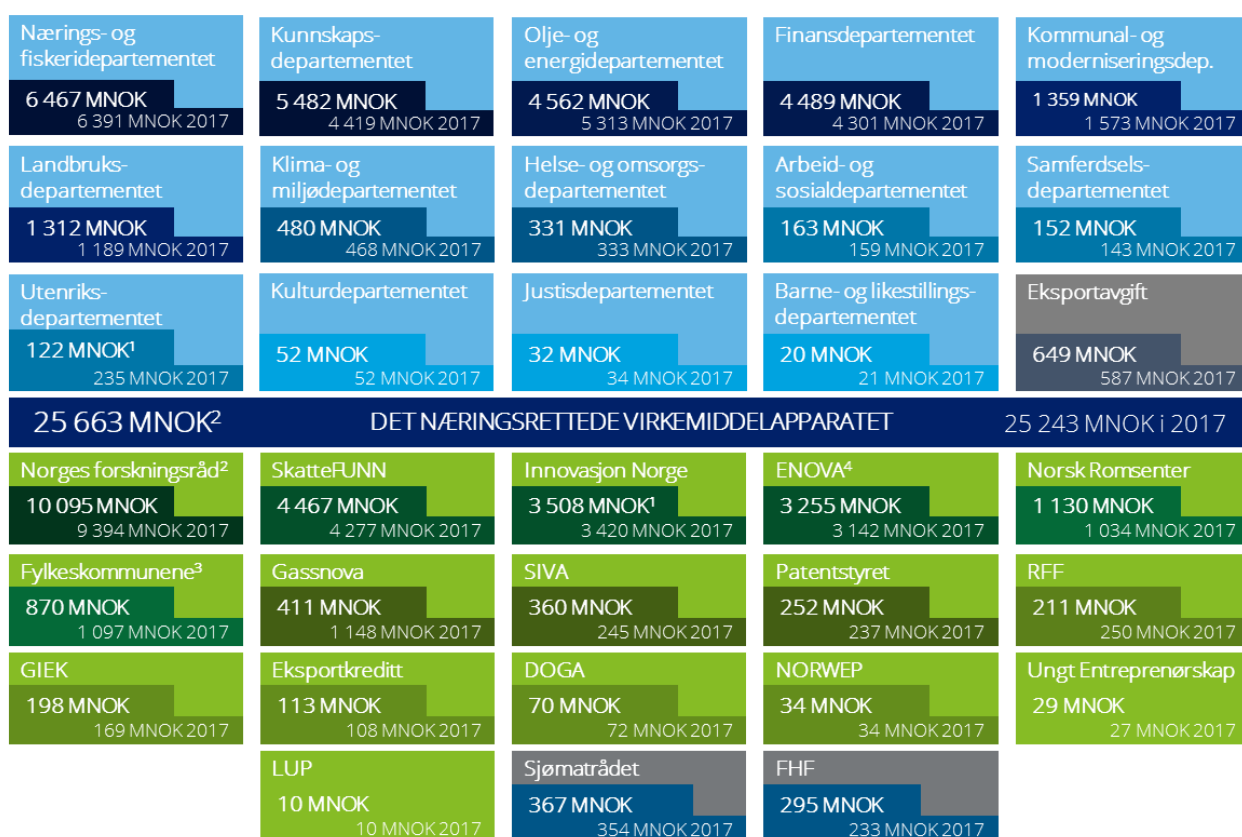 Nærings- og
fiskeridepartementet
6 467 MNOK
6 391 MNOK 2017
Kunnskaps-
departementet
5 482 MNOK
4 419 MNOK 2017
Olje- og
energidepartementet
4 562 MNOK
5 313 MNOK 2017
Finansdepartementet
4 489 MNOK
4 301 MNOK 2017
Kommunal- og
moderniseringsdep.
1 359 MNOK
1 573 MNOK 2017
Landbruks-
departementet
1 312 MNOK
1 189 MNOK 2017
Klima- og
miljødepartementet
480 MNOK
468 MNOK 2017
Helse- og omsorgs-
departementet
331 MNOK
333 MNOK 2017
Arbeid- og
sosialdepartementet
163 MNOK
159 MNOK 2017
Samferdsels-
departementet
152 MNOK
143 MNOK 2017
Utenriks-
departementet
122 MNOK¹
235 MNOK 2017
Kulturdepartementet
52 MNOK
52 MNOK 2017
Justisdepartementet
32 MNOK
34 MNOK 2017
Barne- og likestillings-
departementet
20 MNOK
21 MNOK 2017
Eksportavgift
649 MNOK
587 MNOK 2017
25 663 MNOK² DET NÆRINGSRETTEDE VIRKEMIDDELAPPARATET 25 243 MNOK i 2017
Norges forskningsråd²
10 095 MNOK
9 394 MNOK 2017
SkatteFUNN
4 467 MNOK
4 277 MNOK 2017
Innovasjon Norge
3 508 MNOK¹
3 420 MNOK 2017
ENOVA⁴
3 255 MNOK
3 142 MNOK 2017
Norsk Romsenter
1 130 MNOK
1 034 MNOK 2017
Fylkeskommunene³
870 MNOK
1 097 MNOK 2017
Gassnova
411 MNOK
1 148 MNOK 2017
SIVA
360 MNOK
245 MNOK 2017
Patentstyret
252 MNOK
237 MNOK 2017
RFF
211 MNOK
250 MNOK 2017
GIEK
198 MNOK
169 MNOK 2017
Eksportkreditt
113 MNOK
108 MNOK 2017
DOGA
70 MNOK
72 MNOK 2017
NORWEP
34 MNOK
34 MNOK 2017
Ungt Entreprenørskap
29 MNOK
27 MNOK 2017
LUP
10 MNOK
10 MNOK 2017
Sjømatrådet
367 MNOK
354 MNOK 2017
FHF
295 MNOK
233 MNOK 2017